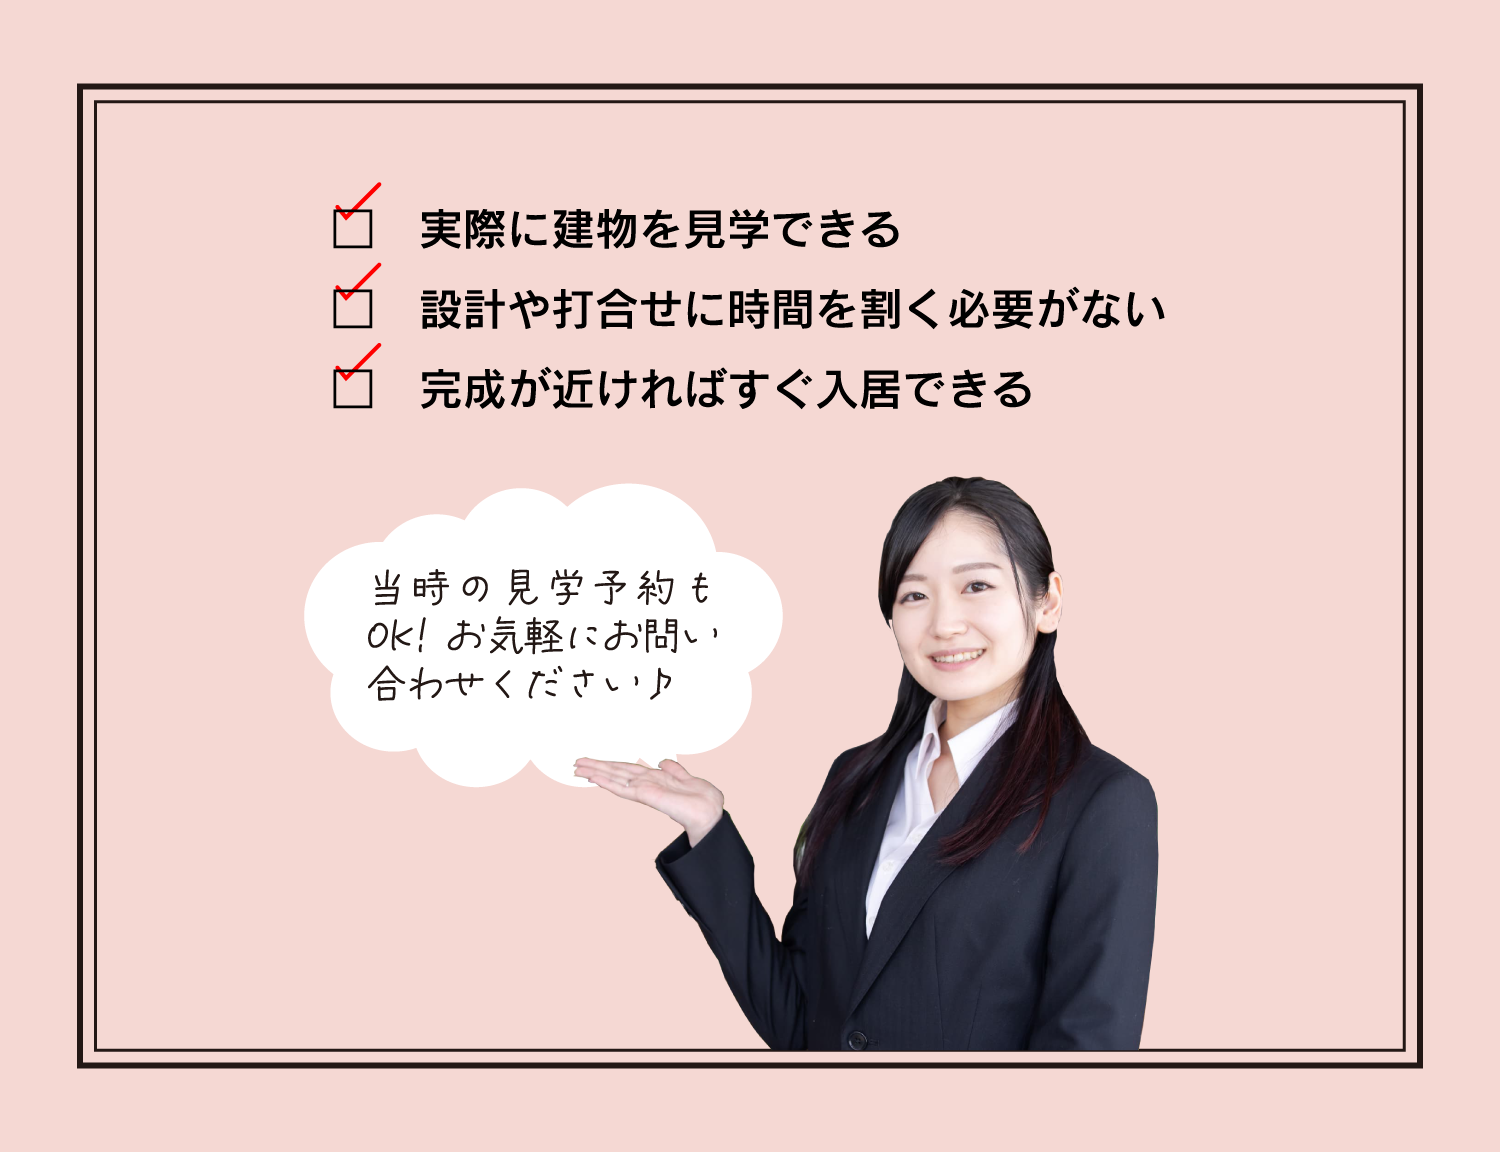 実際に建物を見学できる
設計や打合せに時間を割く必要がない
完成が近ければすぐ入居できる
当時の見学予約も
OK! お気軽にお問い
合わせください♪